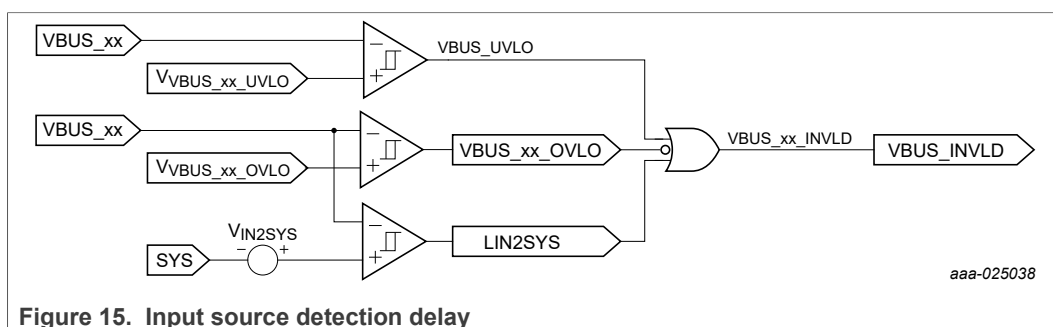 VBUS_xx
VBUS_UVLO
VVBUS_xx_UVLO
VBUS_xx
VBUS_xx_OVLO
VBUS_xx_INVLD
VBUS_INVLD
VVBUS_xx_OVLO
VIN2SYS
LIN2SYS
SYS
aaa-025038
Figure 15. Input source detection delay